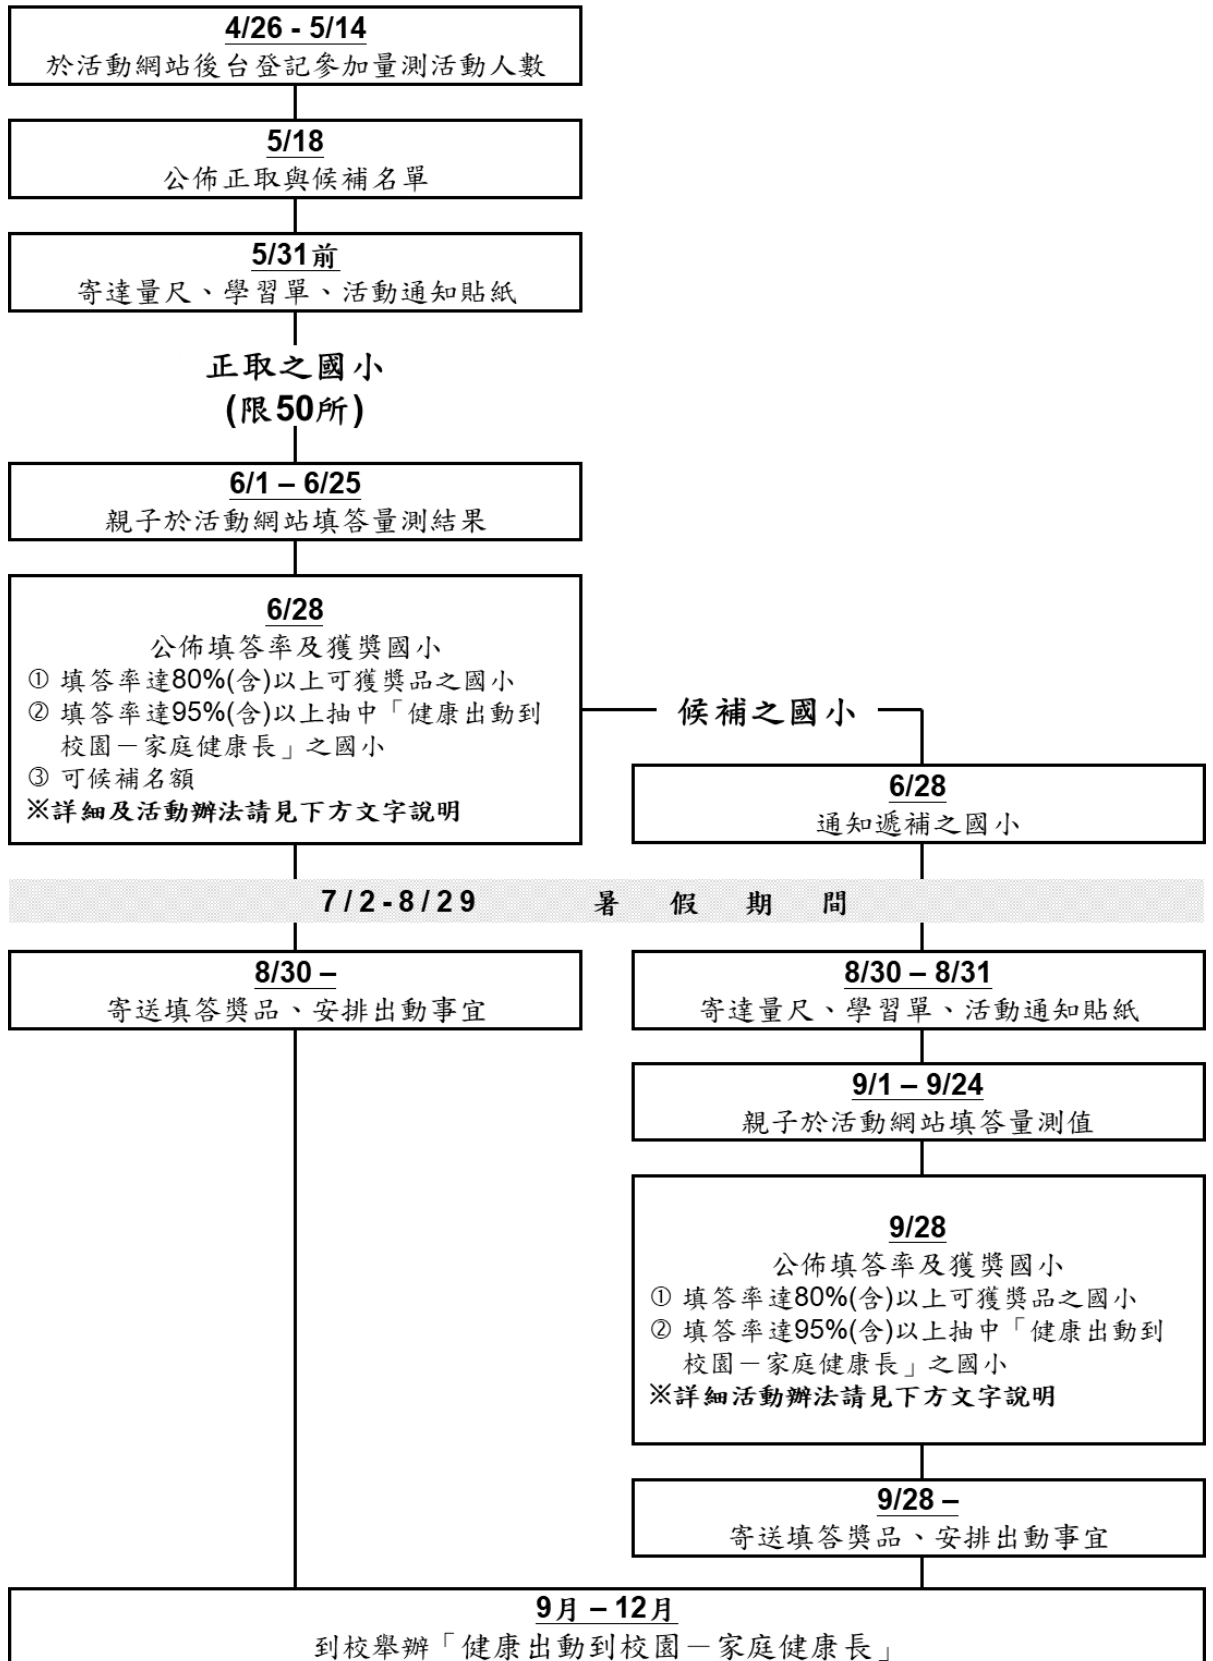 4/26 - 5/14
於活動網站後台登記參加量測活動人數
5/18
公佈正取與候補名單
5/31前
寄達量尺、學習單、活動通知貼紙
正取之國小
(限50所)
6/1 – 6/25
親子於活動網站填答量測結果
6/28
公佈填答率及獲獎國小
① 填答率達80%(含)以上可獲獎品之國小
② 填答率達95%(含)以上抽中「健康出動到
校園－家庭健康長」之國小
③ 可候補名額
※詳細及活動辦法請見下方文字說明
候補之國小
6/28
通知遞補之國小
7/2-8/29 暑假期間
8/30 –
寄送填答獎品、安排出動事宜
8/30 – 8/31
寄達量尺、學習單、活動通知貼紙
9/1 – 9/24
親子於活動網站填答量測值
9/28
公佈填答率及獲獎國小
① 填答率達80%(含)以上可獲獎品之國小
② 填答率達95%(含)以上抽中「健康出動到
校園－家庭健康長」之國小
※詳細活動辦法請見下方文字說明
9/28 –
寄送填答獎品、安排出動事宜
9月 – 12月
到校舉辦「健康出動到校園－家庭健康長」